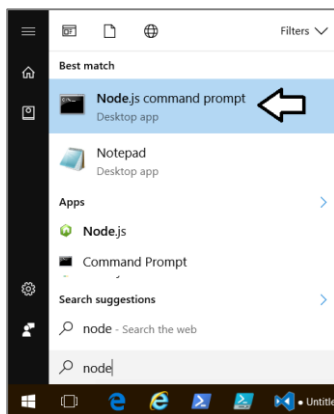 Filters
Best match
Node.js command prompt
Desktop app
Notepad
Desktop app
Apps
Node.js
Command Prompt
Search suggestions
node - Search the web
node
Untitle